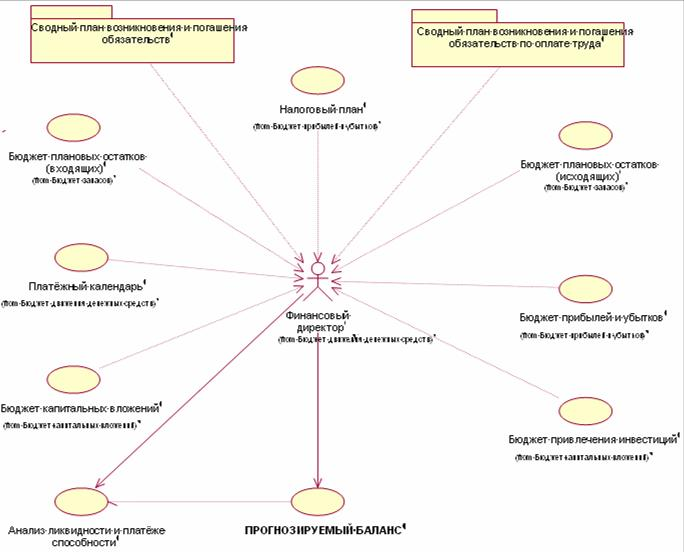 Сводный план возникновения и погашения
обязательств
Сводный план возникновения и погашения
обязательств по оплате труда
Налоговый план
(from Бюджет прибылей и убытков)
Бюджет плановых остатков
(входящих)
(from Бюджет запасов)
Бюджет плановых остатков
(исходящих)
(from Бюджет запасов)
Платёжный календарь
(from Бюджет движения денежных средств)
Финансовый
директор
(from Бюджет движения денежных средств)
Бюджет прибылей и убытков
(from Бюджет прибылей и убытков)
Бюджет капитальных вложений
(from Бюджет капитальных вложений)
Бюджет привлечения инвестиций
(from Бюджет капитальных вложений)
Анализ ликвидности и платёже
способности
ПРОГНОЗИРУЕМЫЙ БАЛАНС